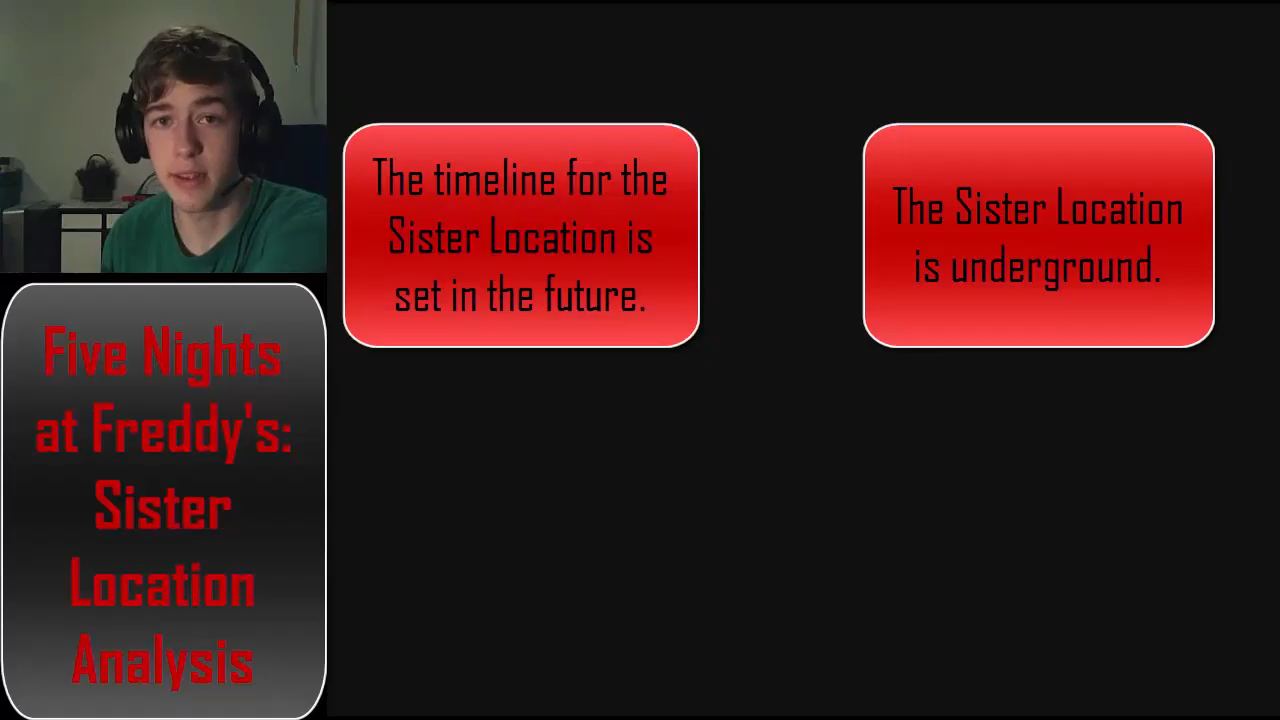 The timeline for the
Sister Location is
set in the future.
The Sister Location
is underground.
Five Nights
at Freddy's:
Sister
Location
Analysis